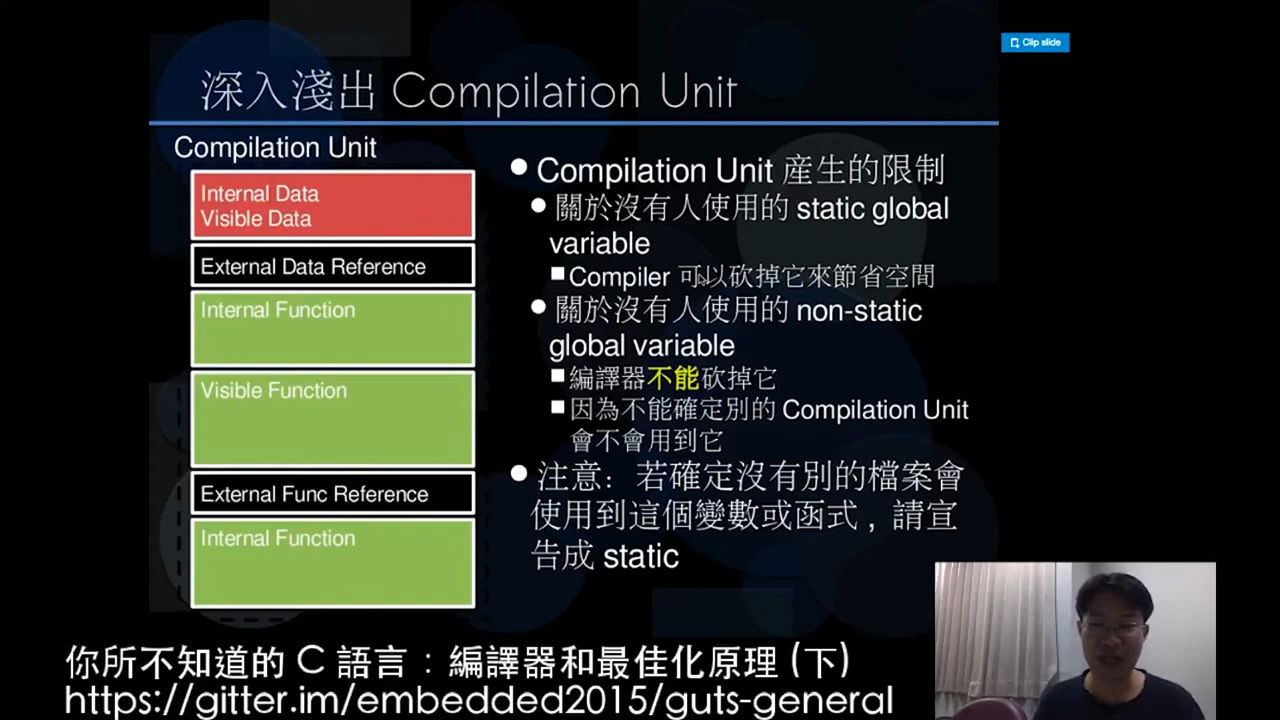 Clip slide
深入淺出 Compilation Unit
Compilation Unit
Internal Data
Visible Data
External Data Reference
Internal Function
Visible Function
External Func Reference
Internal Function
Compilation Unit 產生的限制
關於沒有人使用的 static global
variable
Compiler 可以砍掉它來節省空間
關於沒有人使用的 non-static
global variable
編譯器不能砍掉它
因為不能確定別的 Compilation Unit
會不會用到它
注意: 若確定沒有別的檔案會
使用到這個變數或函式,請宣
告成 static
你所不知道的 C 語言：編譯器和最佳化原理 (下)
https://gitter.im/embedded2015/guts-general